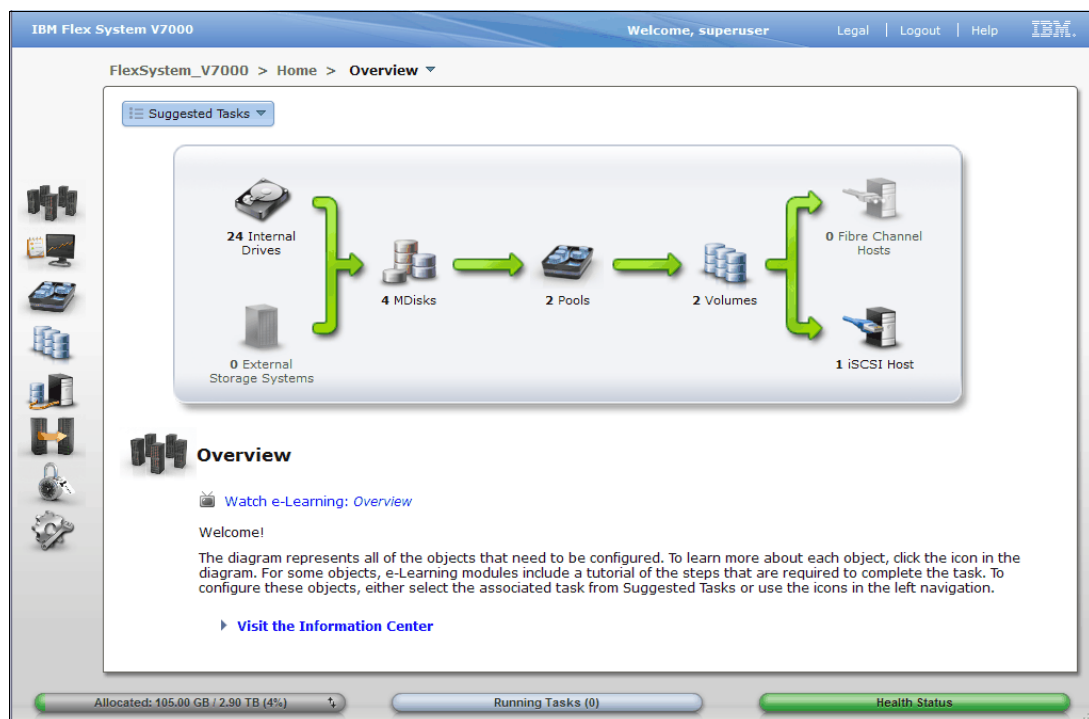 IBM Flex System V7000
Welcome, superuser
Legal | Logout | Help
IBM.
FlexSystem_V7000 > Home > Overview
Suggested Tasks
24 Internal
Drives
0 External
Storage Systems
4 MDisks
2 Pools
2 Volumes
0 Fibre Channel
Hosts
1 iSCSI Host
Overview
Watch e-Learning: Overview
Welcome!
The diagram represents all of the objects that need to be configured. To learn more about each object, click the icon in the
diagram. For some objects, e-Learning modules include a tutorial of the steps that are required to complete the task. To
configure these objects, either select the associated task from Suggested Tasks or use the icons in the left navigation.
Visit the Information Center
Allocated: 105.00 GB / 2.90 TB (4%)
Running Tasks (0)
Health Status